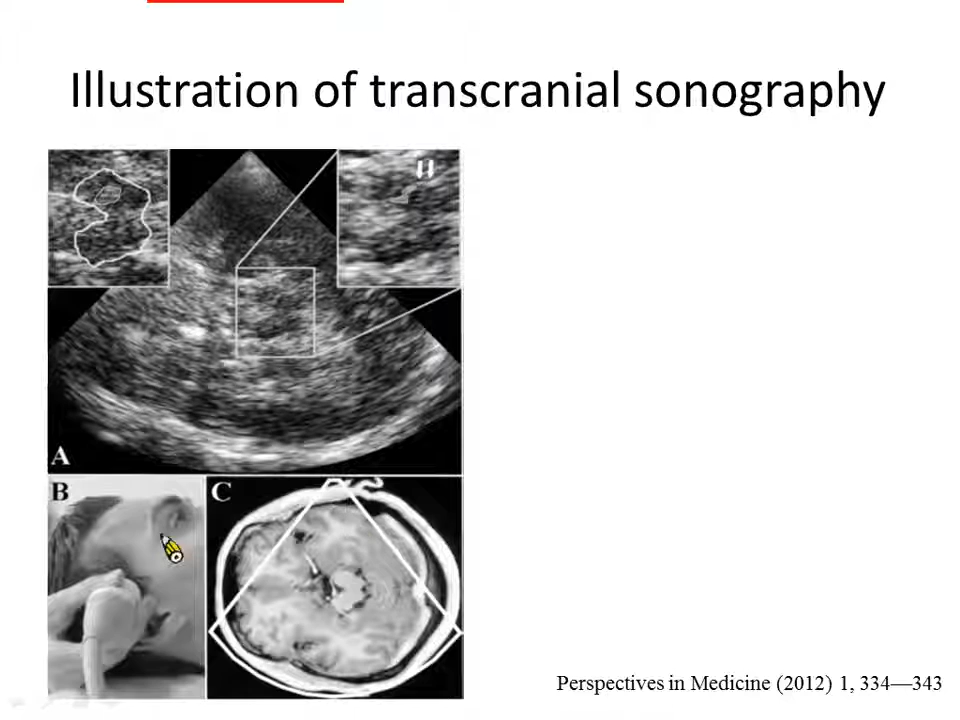 Illustration of transcranial sonography
A
B
C
Perspectives in Medicine (2012) 1, 334—343